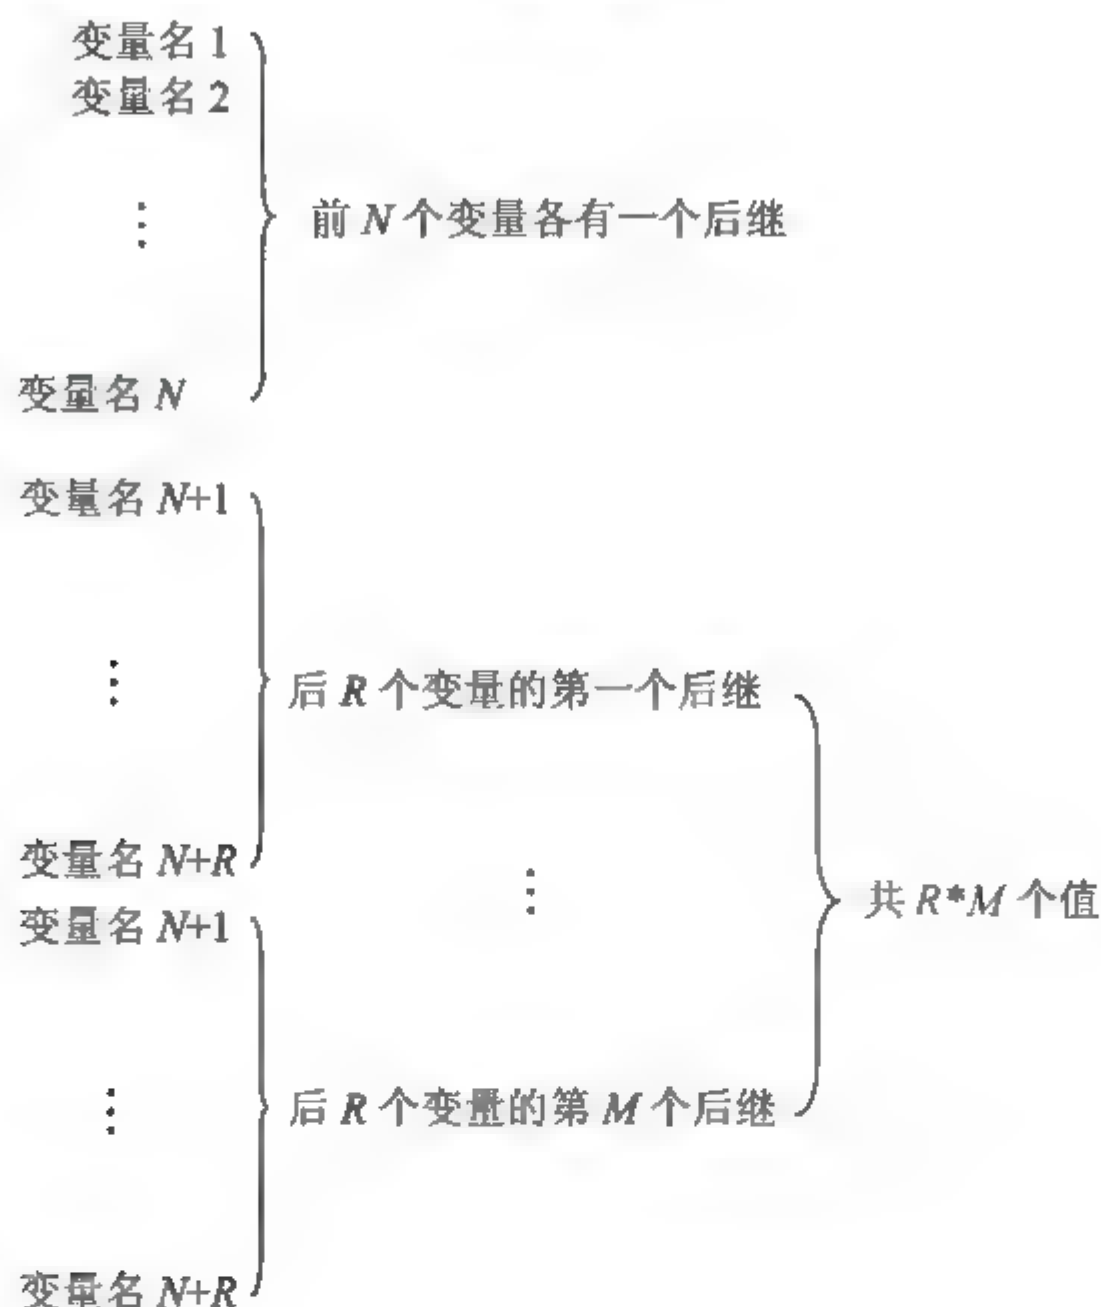 变量名 1
变量名 2
⋮
前 N 个变量各有一个后继
变量名 N
变量名 N+1
⋮
后 R 个变量的第一个后继
变量名 N+R
⋮
共 R*M 个值
变量名 N+1
⋮
后 R 个变量的第 M 个后继
变量名 N+R